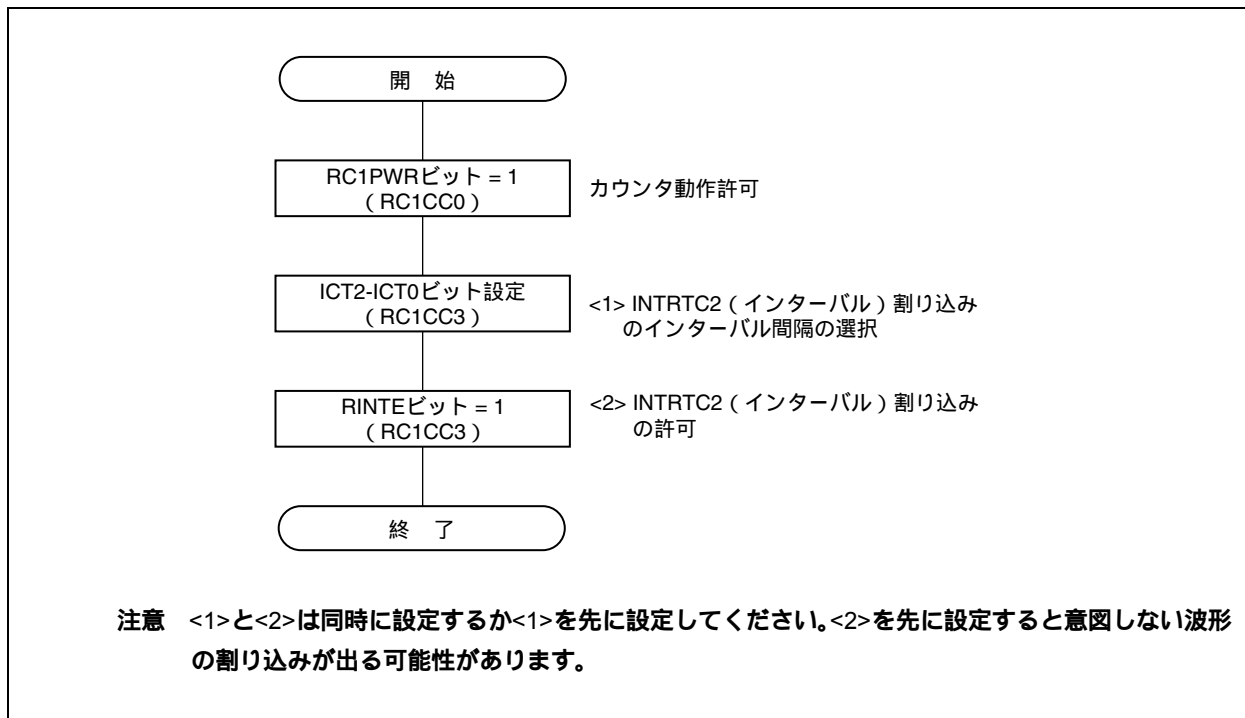 開 始
RC1PWRビット = 1
( RC1CC0 )
カウンタ動作許可
ICT2-ICT0ビット設定
( RC1CC3 )
<1> INTRTC2 ( インターバル ) 割り込み
のインターバル間隔の選択
RINTEビット = 1
( RC1CC3 )
<2> INTRTC2 ( インターバル ) 割り込み
の許可
終 了
注意 <1>と<2>は同時に設定するか<1>を先に設定してください。<2>を先に設定すると意図しない波形
の割り込みが出る可能性があります。